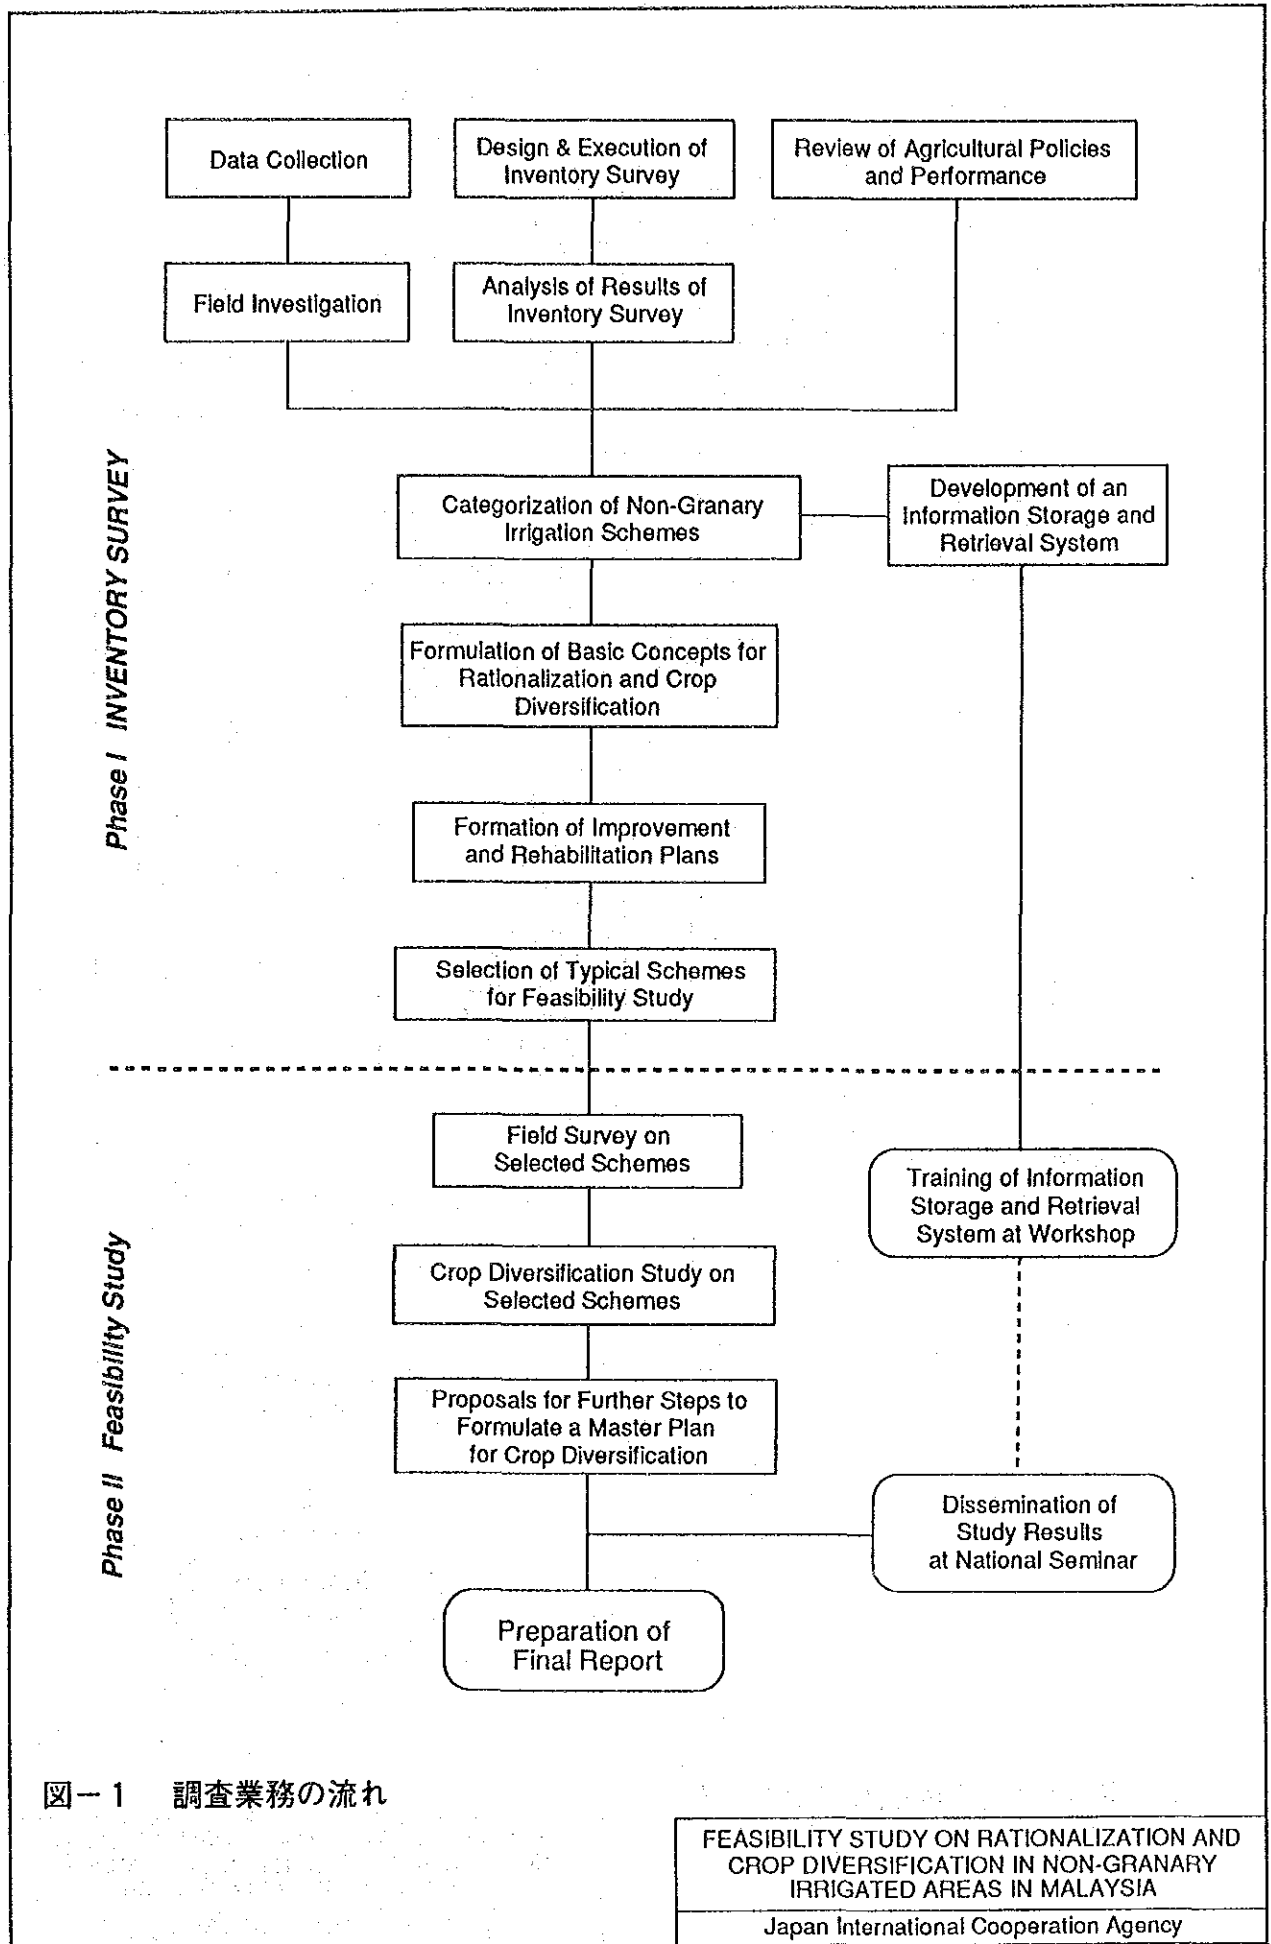 Data Collection
Design & Execution of
Inventory Survey
Review of Agricultural Policies
and Performance
Field Investigation
Analysis of Results of
Inventory Survey
Phase I INVENTORY SURVEY
Categorization of Non-Granary
Irrigation Schemes
Development of an
Information Storage and
Retrieval System
Formulation of Basic Concepts for
Rationalization and Crop
Diversification
Formation of Improvement
and Rehabilitation Plans
Selection of Typical Schemes
for Feasibility Study
Phase II Feasibility Study
Field Survey on
Selected Schemes
Training of Information
Storage and Retrieval
System at Workshop
Crop Diversification Study on
Selected Schemes
Proposals for Further Steps to
Formulate a Master Plan
for Crop Diversification
Dissemination of
Study Results
at National Seminar
Preparation of
Final Report
図－1 調査業務の流れ
FEASIBILITY STUDY ON RATIONALIZATION AND
CROP DIVERSIFICATION IN NON-GRANARY
IRRIGATED AREAS IN MALAYSIA
Japan International Cooperation Agency